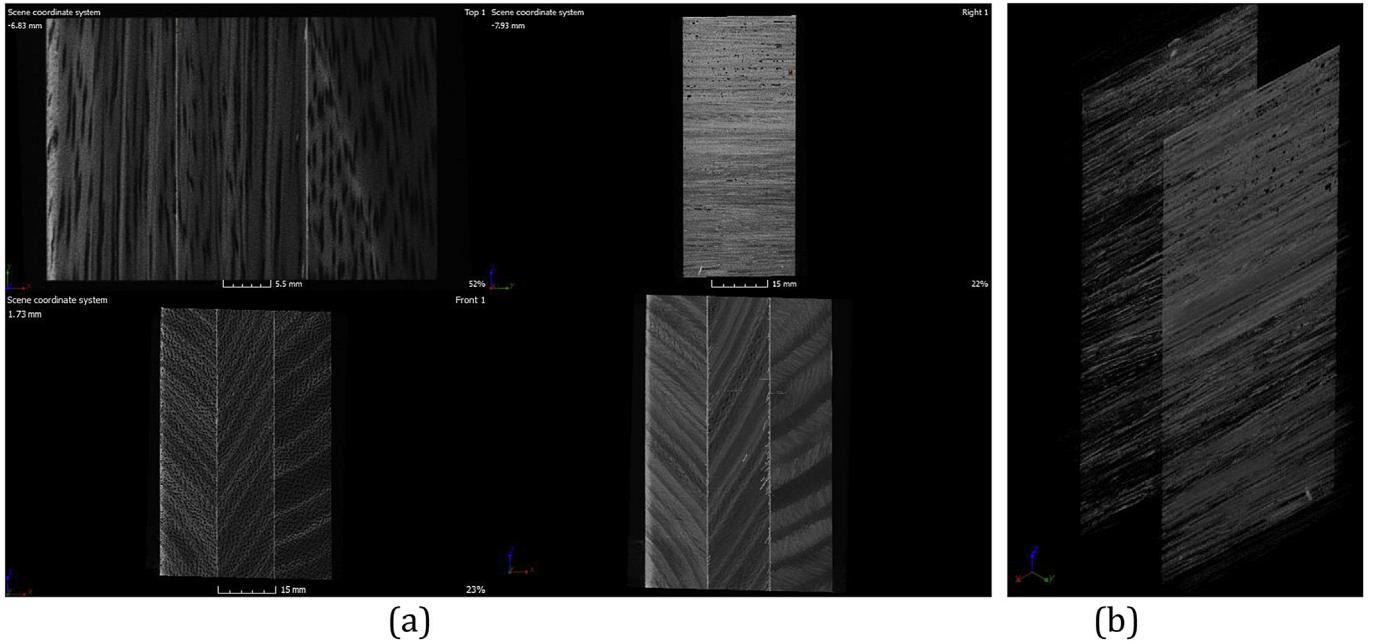 Scene coordinate system
Top 1
-6.83 mm
5.5 mm
52%
Scene coordinate system
Right 1
-7.93 mm
15 mm
22%
Scene coordinate system
Front 1
1.73 mm
15 mm
23%
(a)
(b)